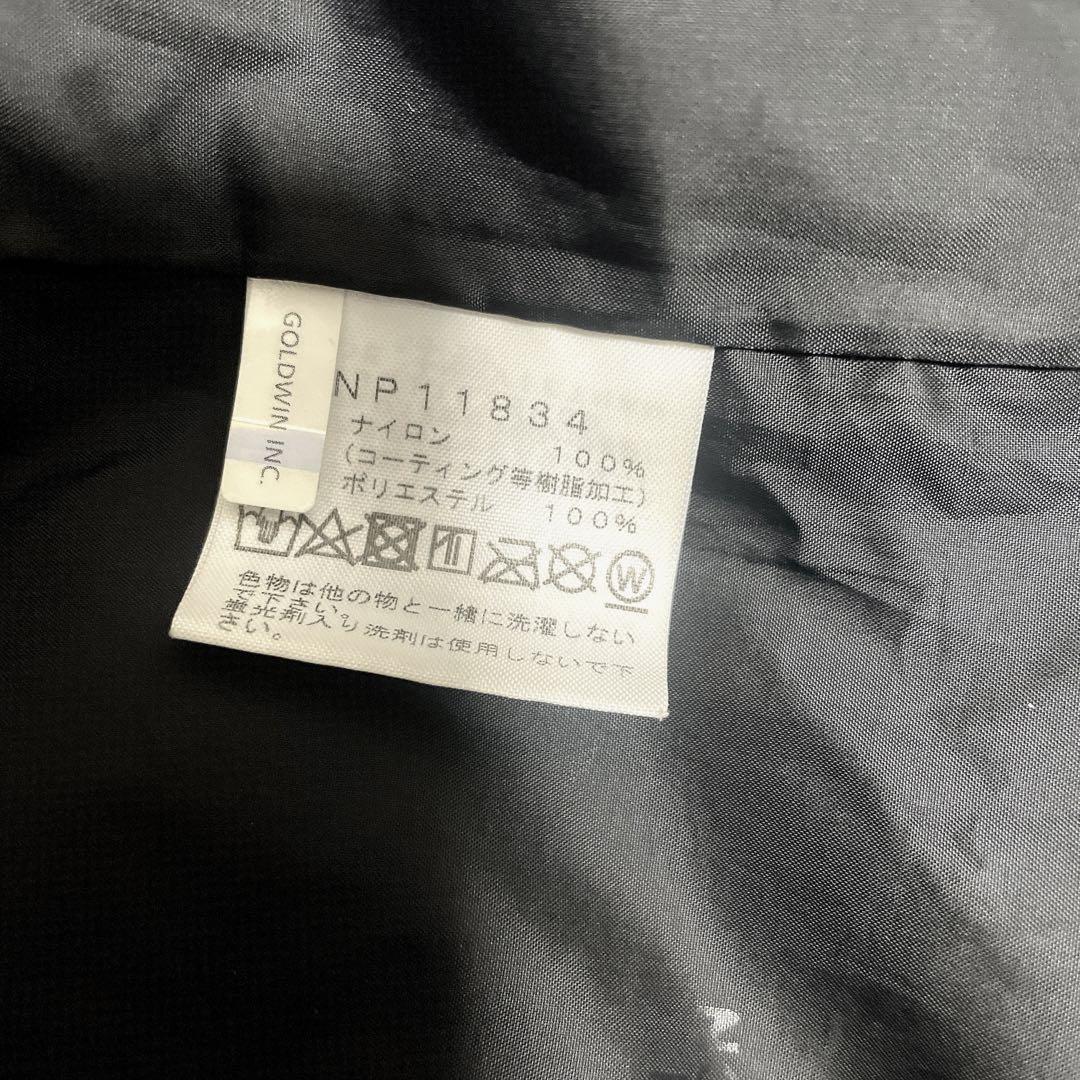 GOLDWIN INC.
NP11834
ナイロン 100%
(コーティング等樹脂加工)
ポリエステル 100%
W
色物は他の物と一緒に洗濯しない
で下さい。
蛍光剤入り洗剤は使用しないで下
さい。